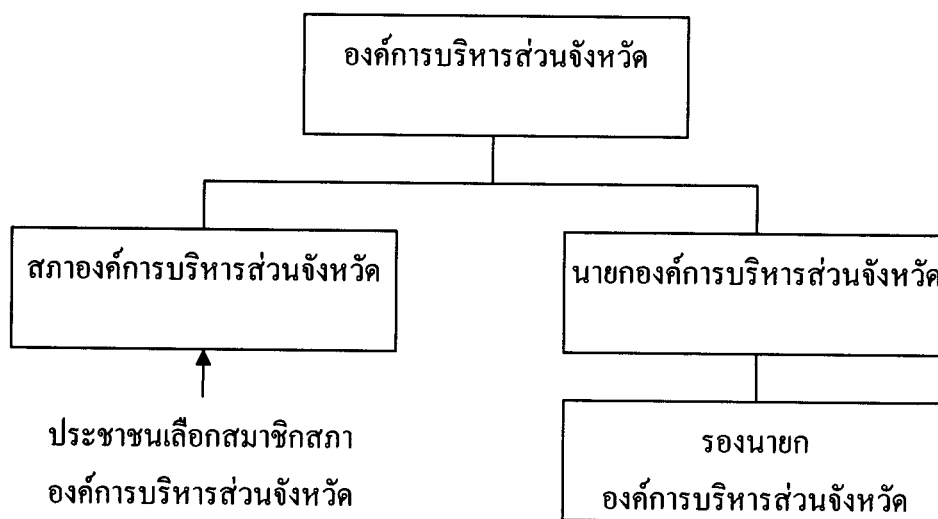 องค์การบริหารส่วนจังหวัด
สภาองค์การบริหารส่วนจังหวัด
นายกองค์การบริหารส่วนจังหวัด
ประชาชนเลือกสมาชิกสภา
องค์การบริหารส่วนจังหวัด
รองนายก
องค์การบริหารส่วนจังหวัด